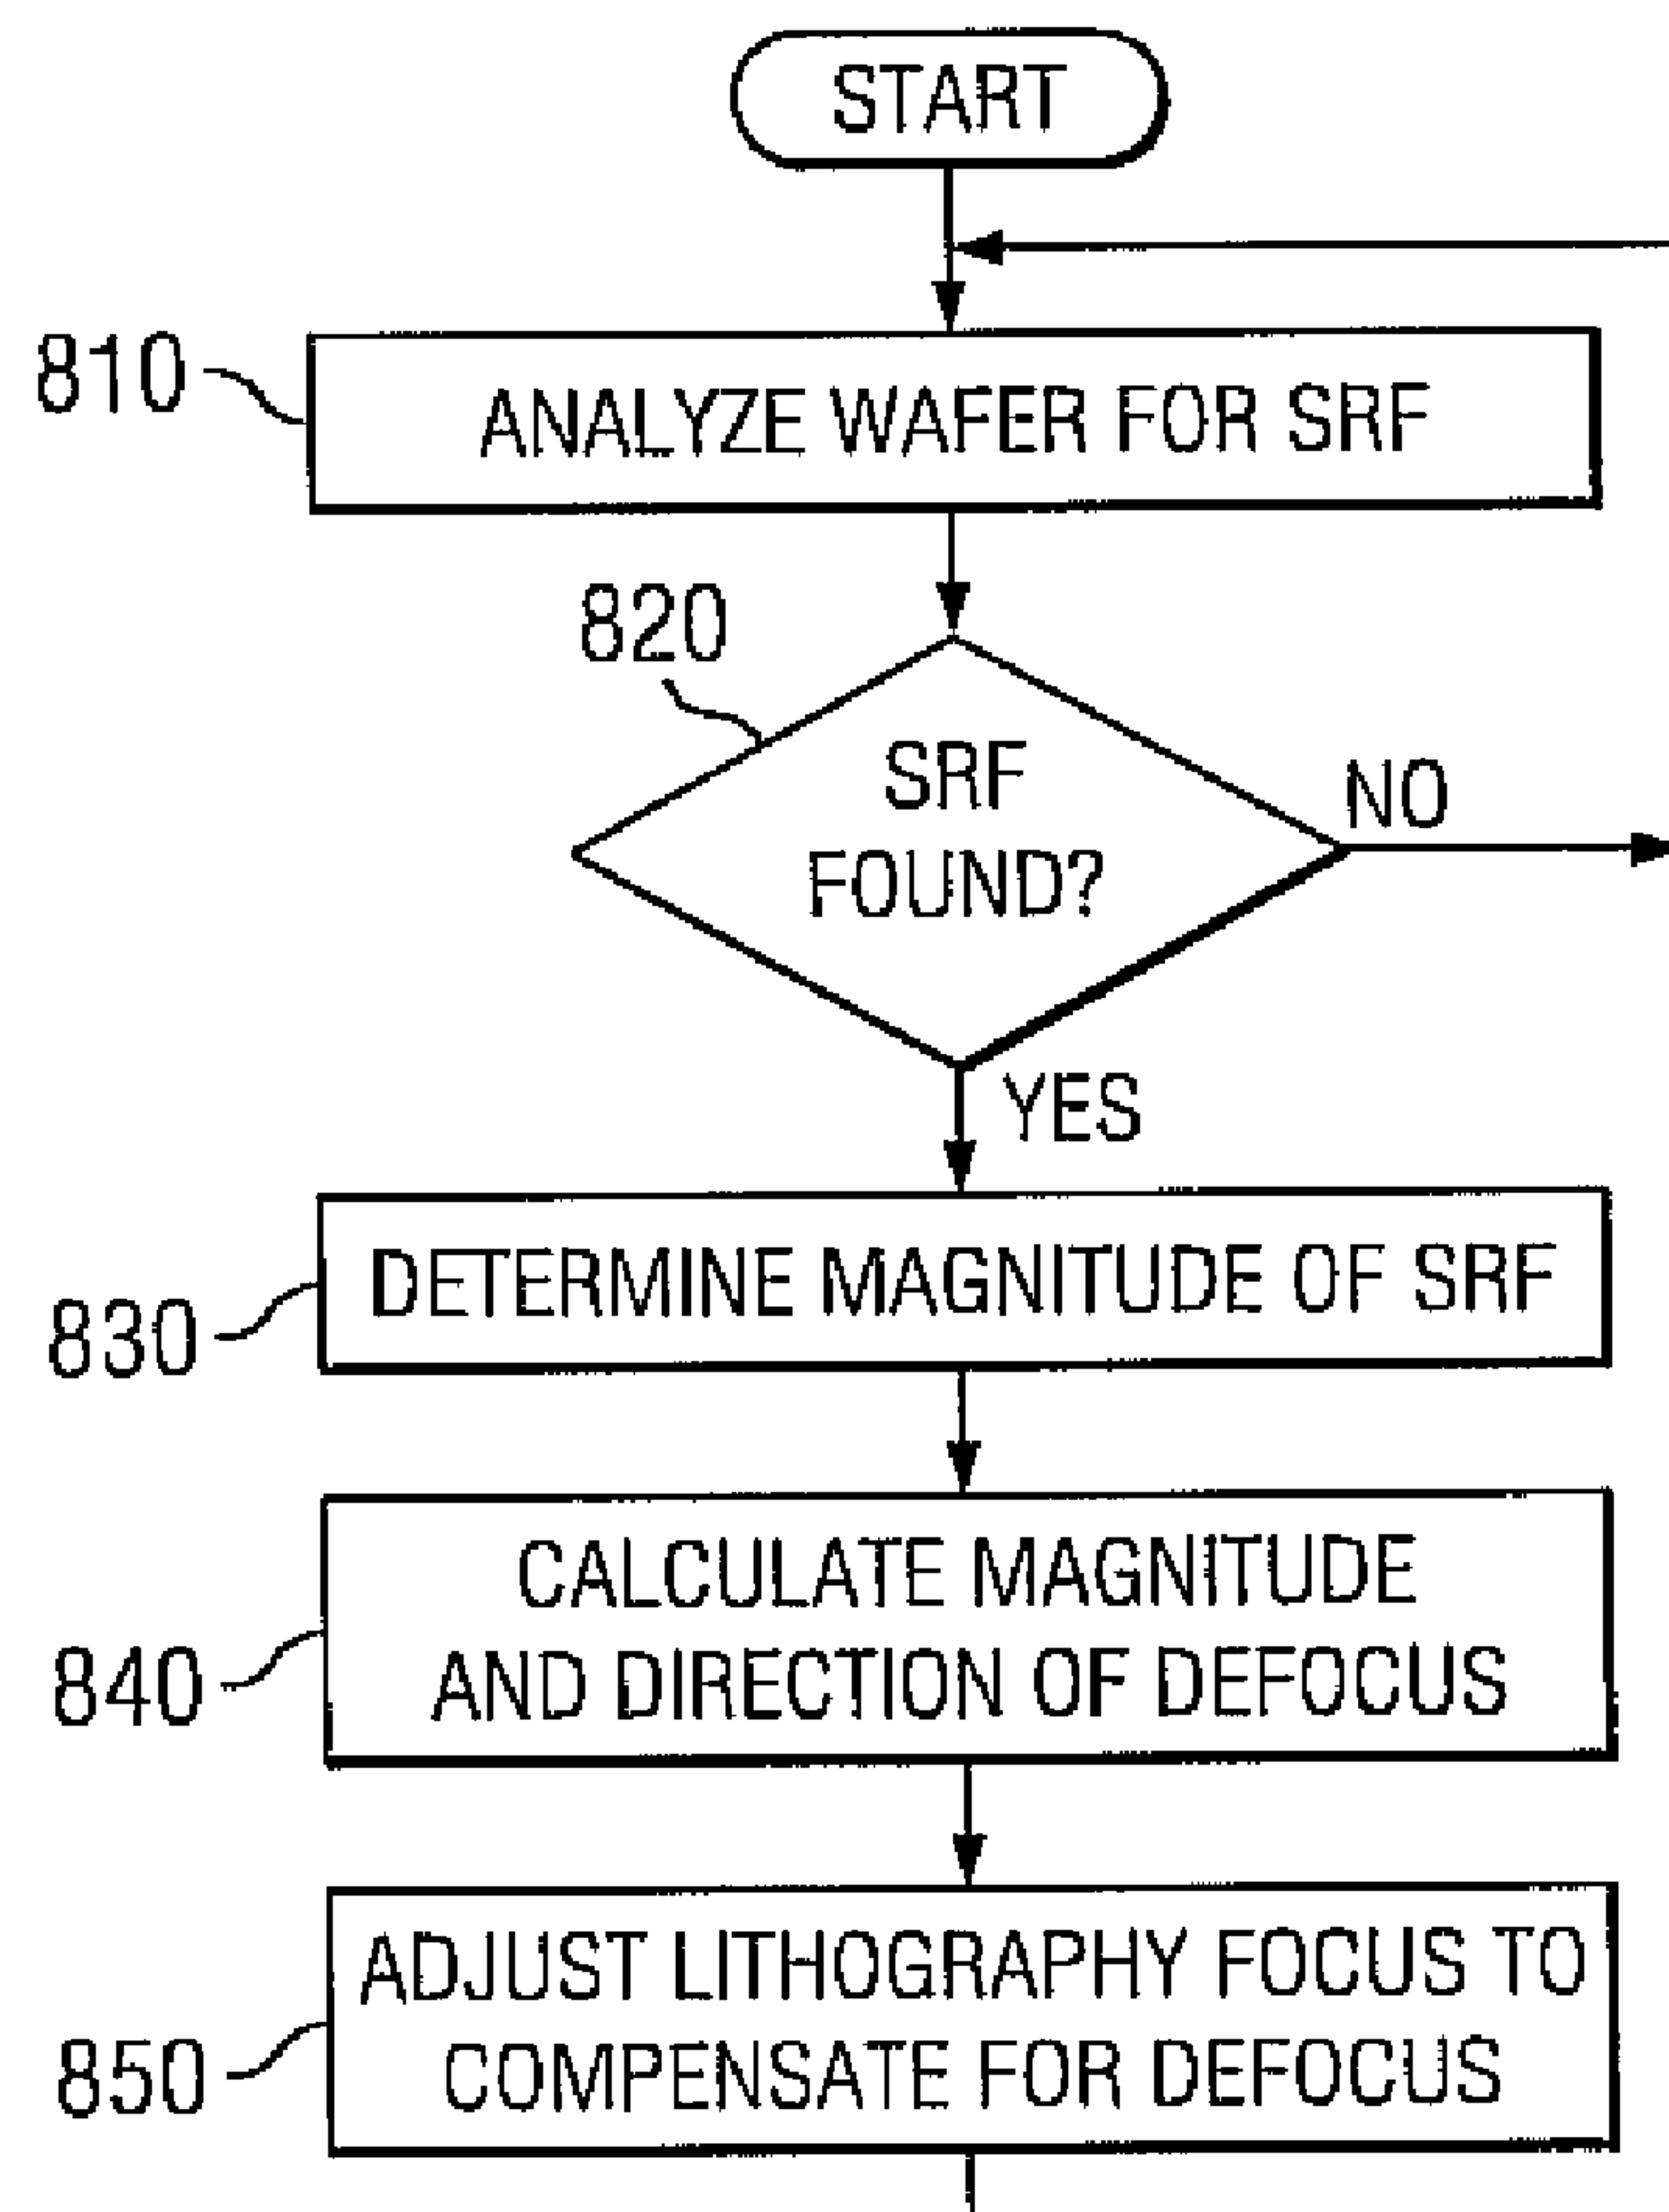 START
810
ANALYZE WAFER FOR SRF
820
SRF
FOUND?
NO
YES
DETERMINE MAGNITUDE OF SRF
830
CALCULATE MAGNITUDE
AND DIRECTION OF DEFOCUS
840
ADJUST LITHOGRAPHY FOCUS TO
COMPENSATE FOR DEFOCUS
850